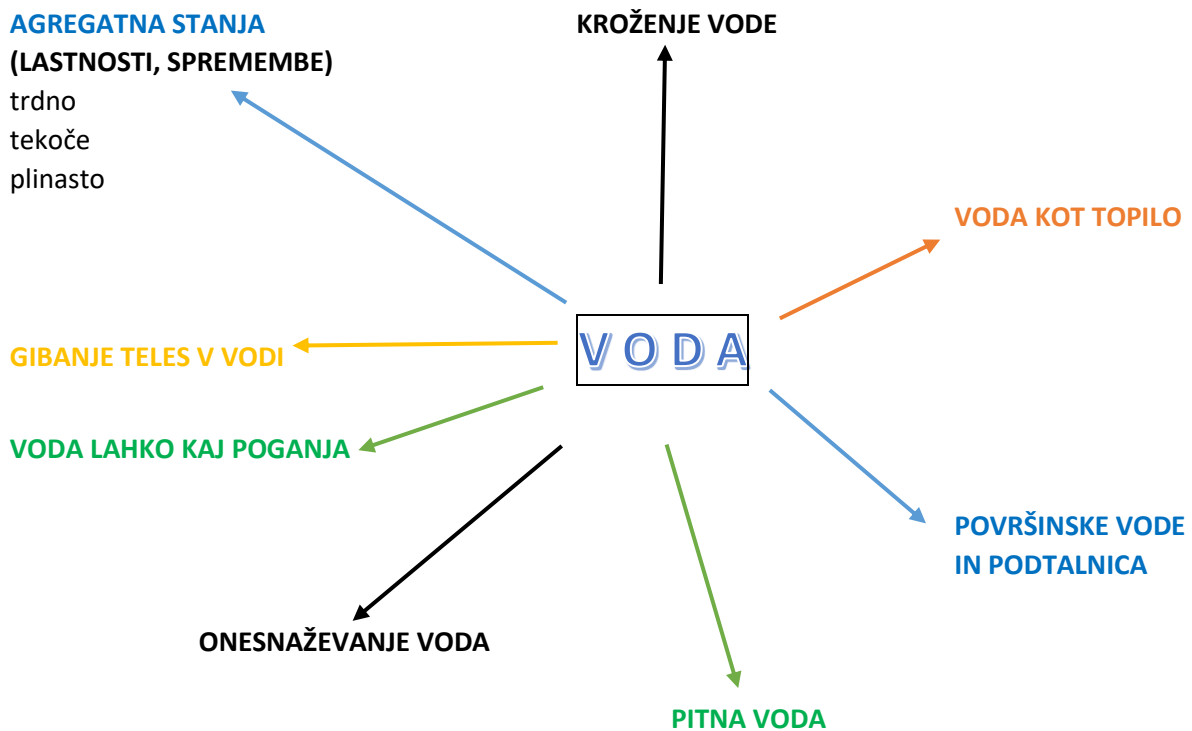 AGREGATNA STANJA
(LASTNOSTI, SPREMEMBE)
trdno
tekoče
plinasto
KROŽENJE VODE
VODA KOT TOPILO
V O D A
GIBANJE TELES V VODI
VODA LAHKO KAJ POGANJA
POVRŠINSKE VODE
IN PODTALNICA
ONESNAŽEVANJE VODA
PITNA VODA